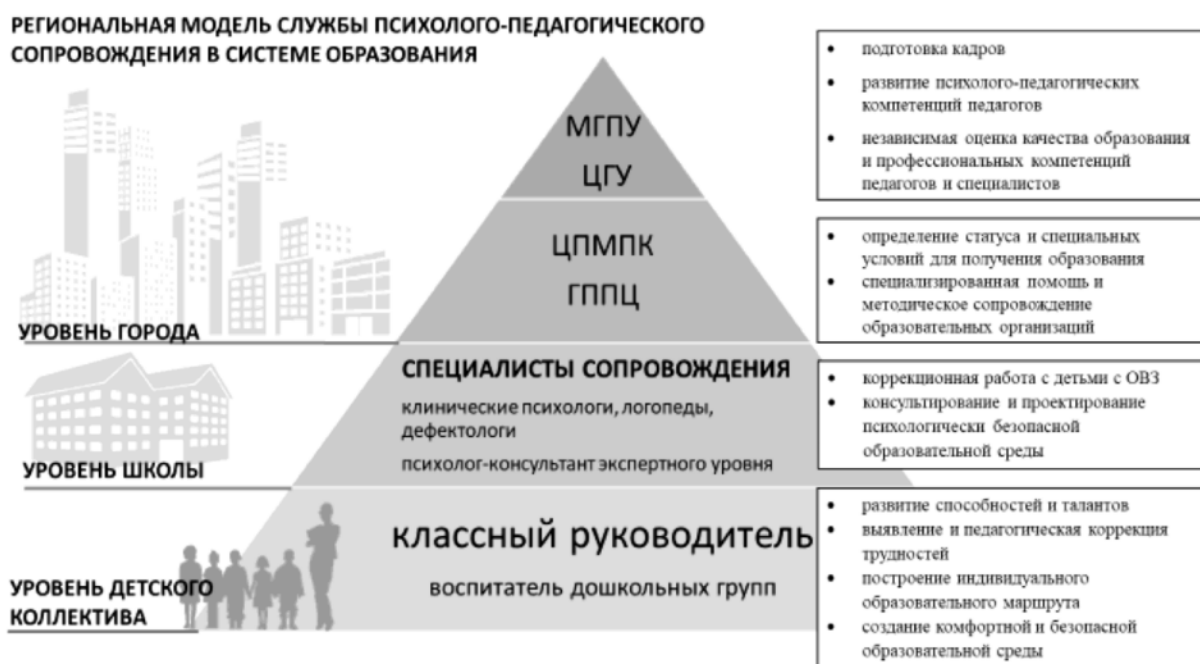 РЕГИОНАЛЬНАЯ МОДЕЛЬ СЛУЖБЫ ПСИХОЛОГО-ПЕДАГОГИЧЕСКОГО
СОПРОВОЖДЕНИЯ В СИСТЕМЕ ОБРАЗОВАНИЯ
МГПУ
ЦГУ
• подготовка кадров
• развитие психолого-педагогических
компетенций педагогов
• независимая оценка качества образования
и профессиональных компетенций
педагогов и специалистов
ЦПМПК
ГППЦ
• определение статуса и специальных
условий для получения образования
• специализированная помощь и
методическое сопровождение
образовательных организаций
УРОВЕНЬ ГОРОДА
СПЕЦИАЛИСТЫ СОПРОВОЖДЕНИЯ
клинические психологи, логопеды,
дефектологи
психолог-консультант экспертного уровня
• коррекционная работа с детьми с ОВЗ
• консультирование и проектирование
психологически безопасной
образовательной среды
УРОВЕНЬ ШКОЛЫ
классный руководитель
воспитатель дошкольных групп
• развитие способностей и талантов
• выявление и педагогическая коррекция
трудностей
• построение индивидуального
образовательного маршрута
• создание комфортной и безопасной
образовательной среды
УРОВЕНЬ ДЕТСКОГО
КОЛЛЕКТИВА